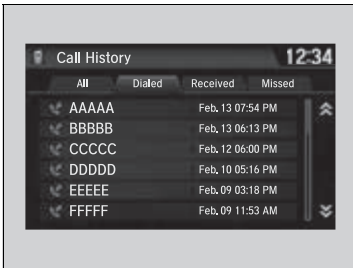 Call History 12:34
All Dialed Received Missed
AAAAA Feb. 13 07:54 PM
BBBBB Feb. 13 06:13 PM
CCCCC Feb. 12 06:00 PM
DDDDD Feb. 10 05:16 PM
EEEEE Feb. 09 03:18 PM
FFFFF Feb. 09 11:53 AM